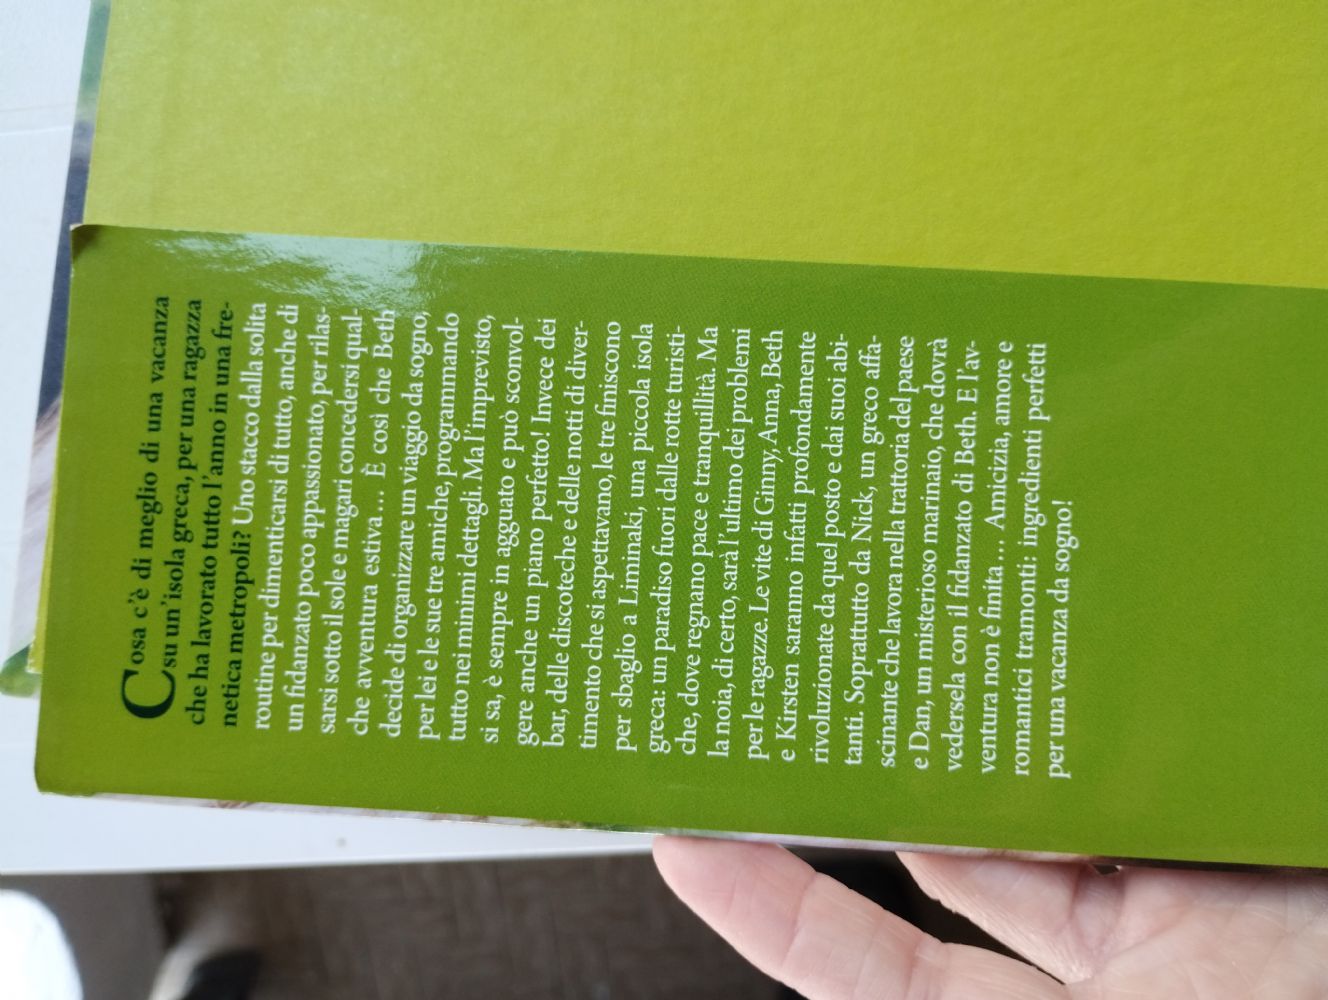 Cosa c'è di meglio di una vacanza
su un'isola greca, per una ragazza
che ha lavorato tutto l'anno in una fre-
netica metropoli? Uno stacco dalla solita
routine per dimenticarsi di tutto, anche di
un fidanzato poco appassionato, per rilas-
sarsi sotto il sole e magari concedersi qual-
che avventura estiva... È così che Beth
decide di organizzare un viaggio da sogno,
per lei e le sue tre amiche, programmando
tutto nei minimi dettagli. Ma l'imprevisto,
si sa, è sempre in agguato e può sconvol-
gere anche un piano perfetto! Invece dei
bar, delle discoteche e delle notti di diver-
timento che si aspettavano, le tre finiscono
per sbaglio a Liminaki, una piccola isola
greca: un paradiso fuori dalle rotte turisti-
che, dove regnano pace e tranquillità. Ma
la noia, di certo, sarà l'ultimo dei problemi
per le ragazze. Le vite di Ginny, Anna, Beth
e Kirsten saranno infatti profondamente
rivoluzionate da quel posto e dai suoi abi-
tanti. Soprattutto da Nick, un greco affa-
scinante che lavora nella trattoria del paese
e Dan, un misterioso marinaio, che dovrà
vedersela con il fidanzato di Beth. E l'av-
ventura non è finita... Amicizia, amore e
romantici tramonti: ingredienti perfetti
per una vacanza da sogno!